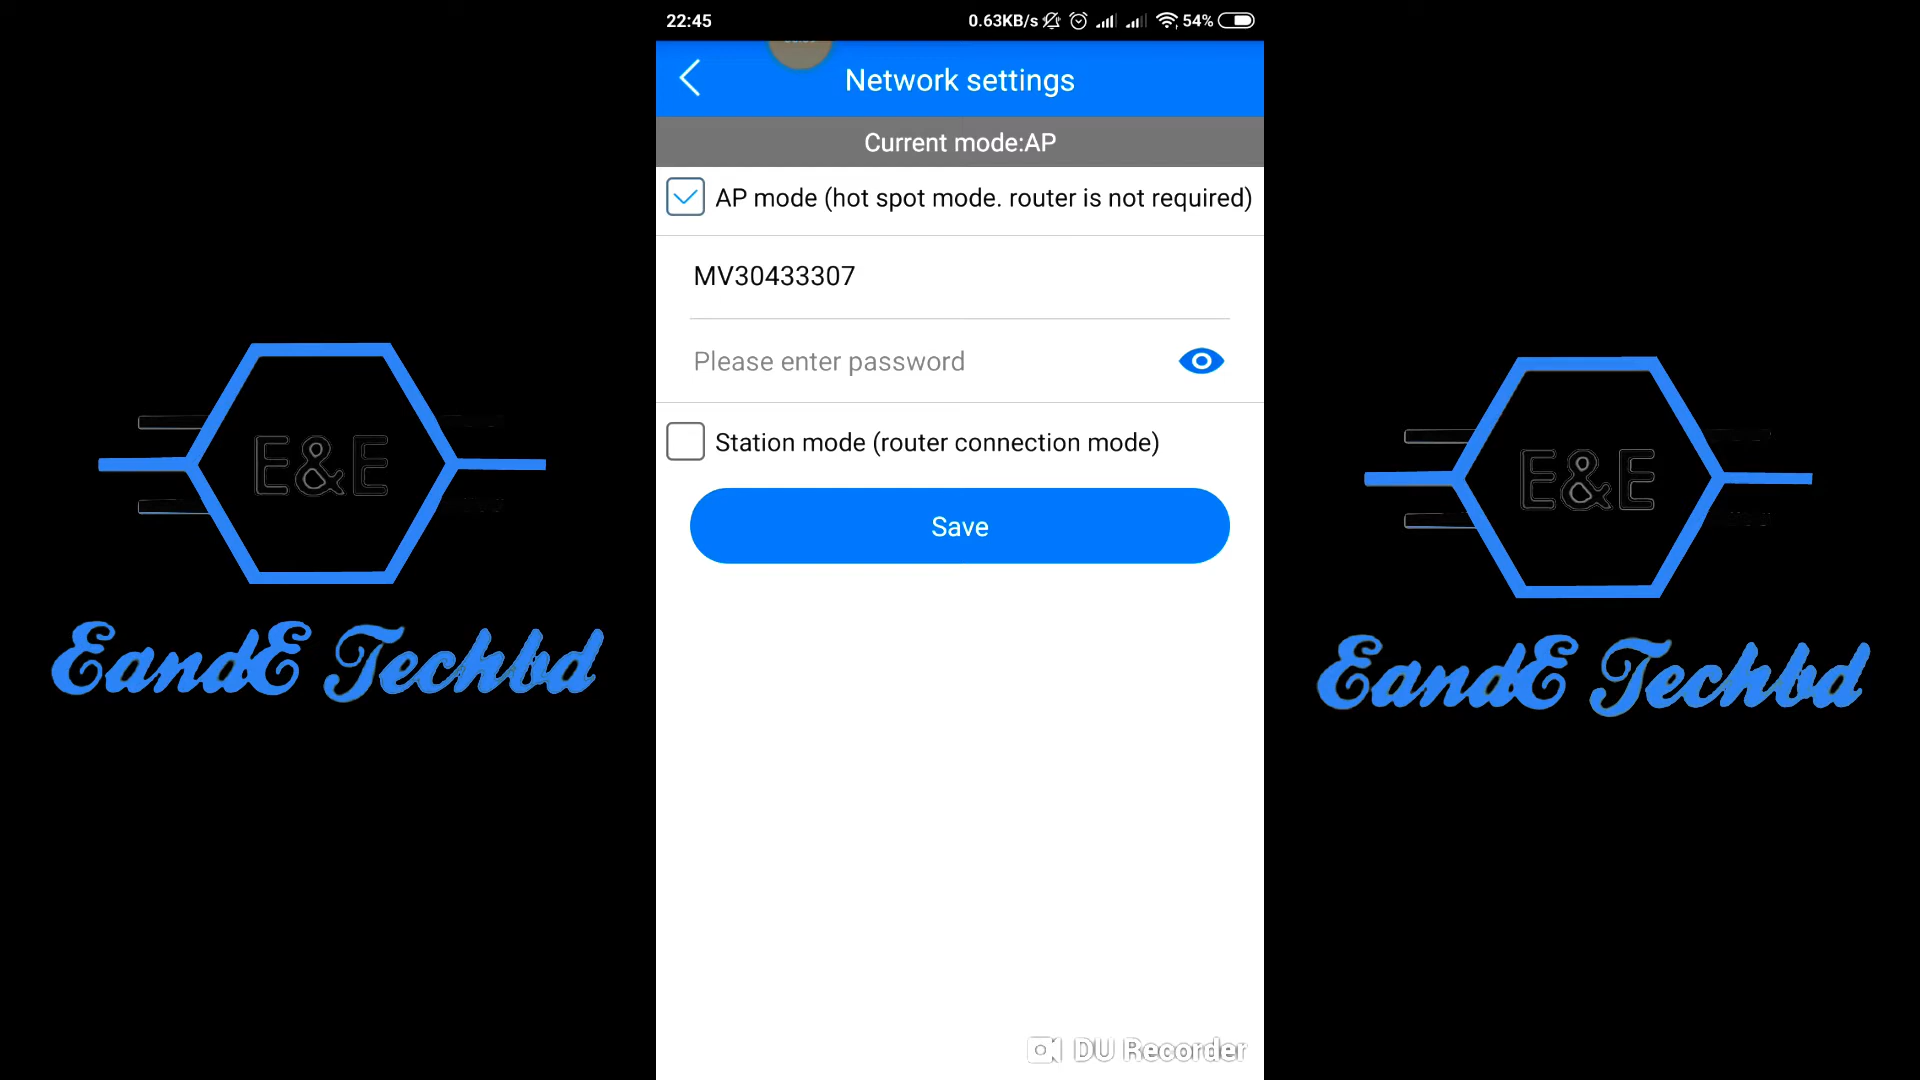 22:45
0.63KB/s
54%
Network settings
Current mode:AP
AP mode (hot spot mode. router is not required)
MV30433307
Please enter password
Station mode (router connection mode)
Save
E&E
EandE Techbd
E&E
EandE Techbd
DU Recorder